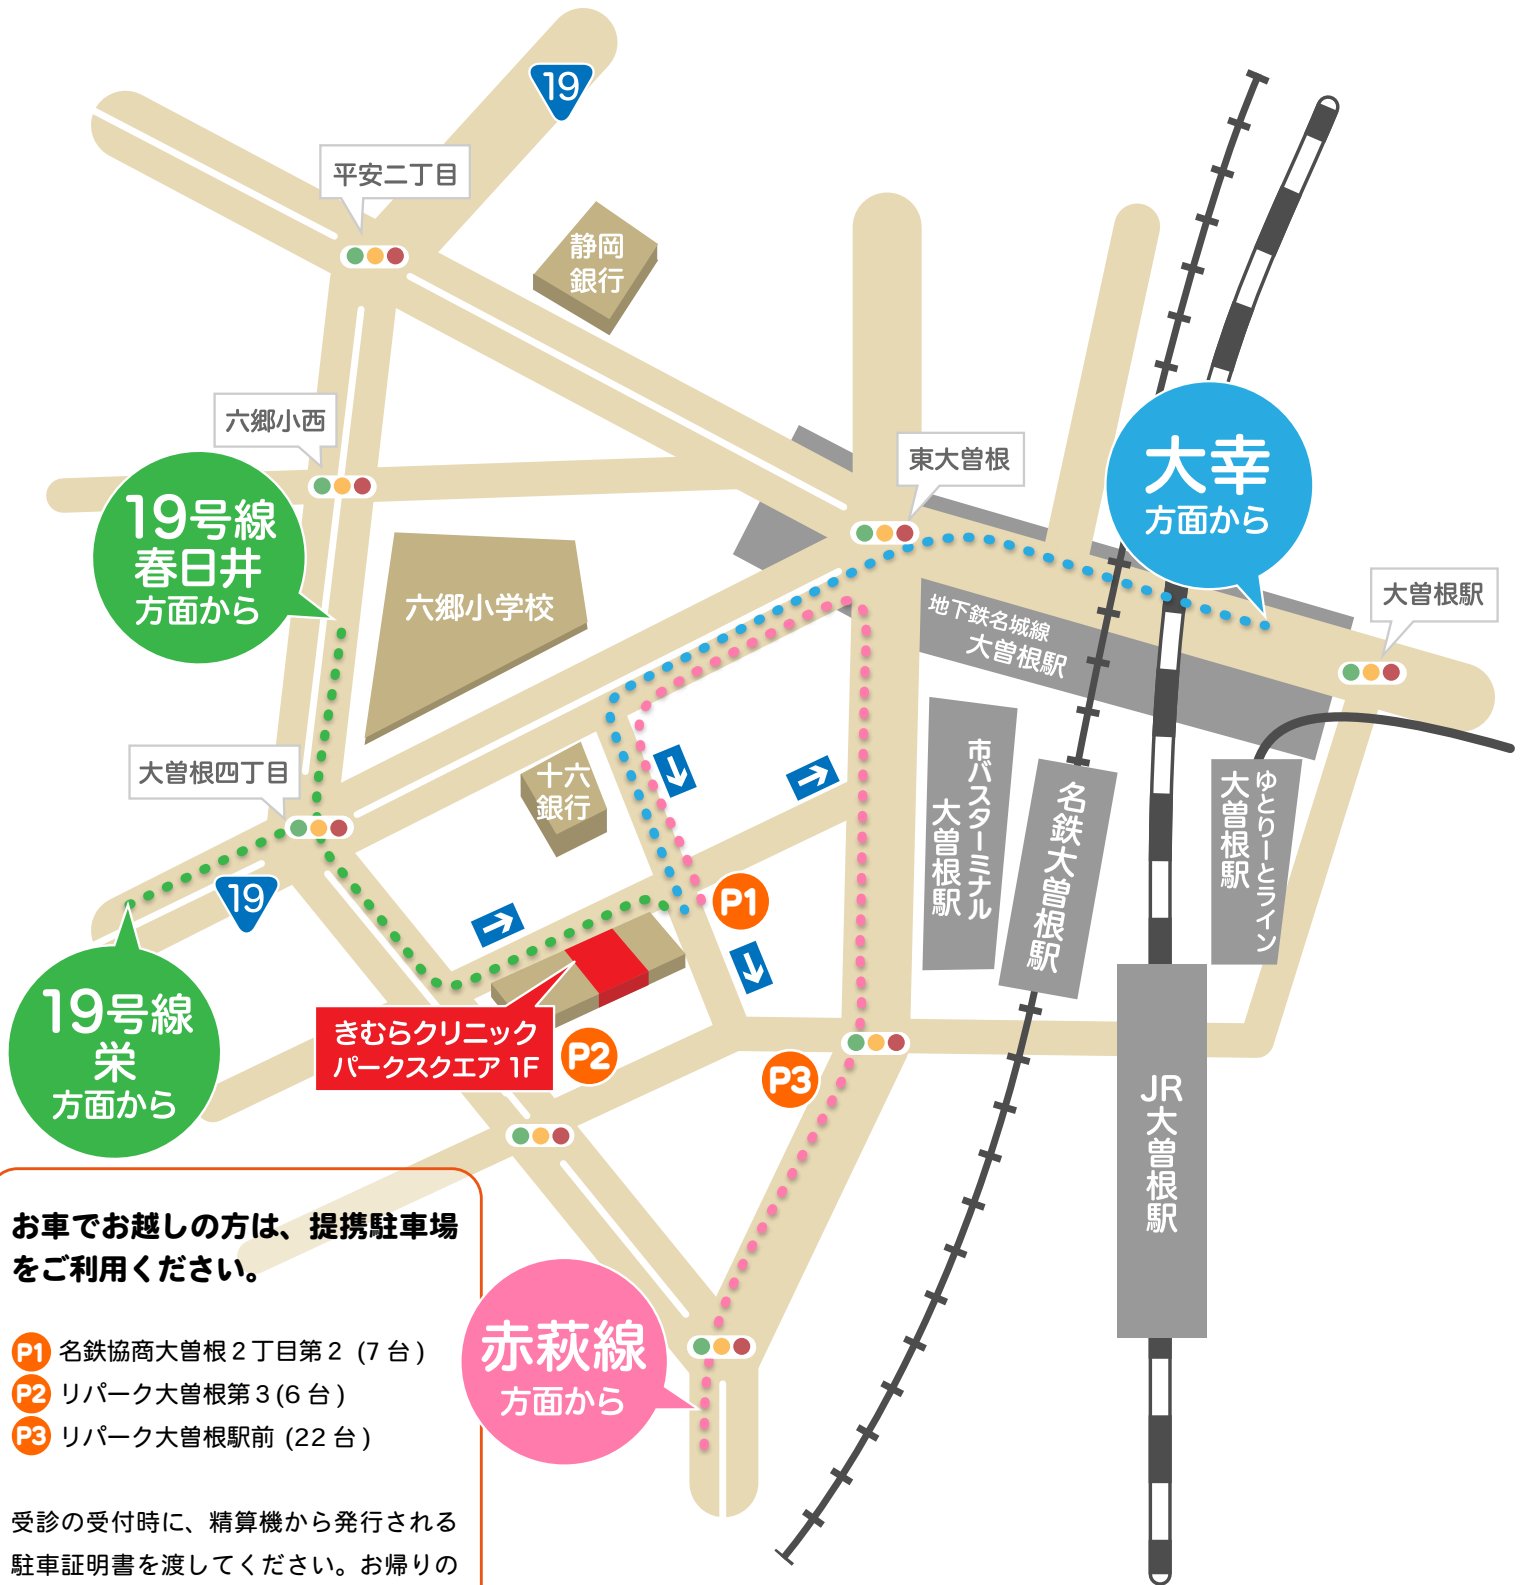 19
平安二丁目
静岡
銀行
六郷小西
東大曽根
大幸
方面から
19号線
春日井
方面から
六郷小学校
大曽根駅
地下鉄名城線
大曽根駅
大曽根四丁目
十六
銀行
市バスターミナル
大曽根駅
名鉄大曽根駅
ゆとりーとライン
大曽根駅
19
P1
19号線
栄
方面から
きむらクリニック
パークスクエア 1F
P2
P3
JR
大曽根駅
赤萩線
方面から
お車でお越しの方は、提携駐車場
をご利用ください。
P1 名鉄協商大曽根２丁目第２ (7 台 )
P2 リパーク大曽根第３(6 台 )
P3 リパーク大曽根駅前 (22 台 )
受診の受付時に、精算機から発行される
駐車証明書を渡してください。お帰りの